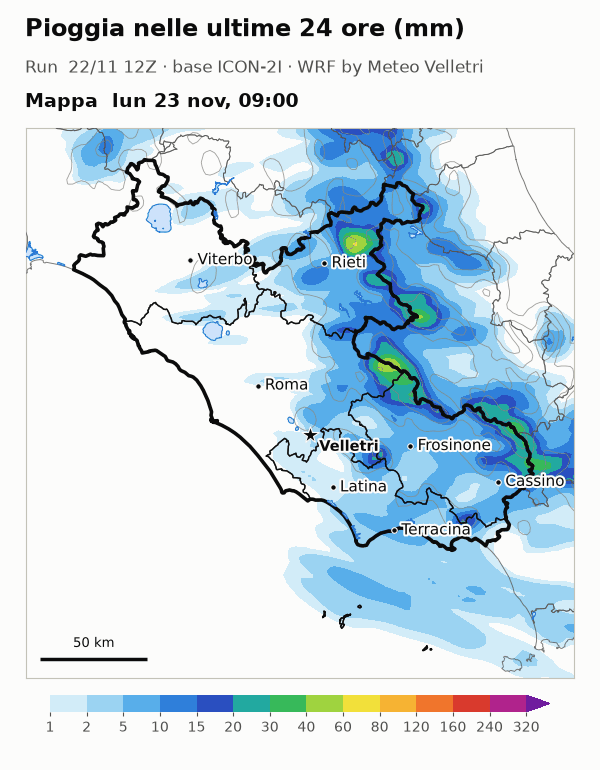 Pioggia nelle ultime 24 ore (mm)
Run 22/11 12Z · base ICON-2I · WRF by Meteo Velletri
Mappa lun 23 nov, 09:00
Viterbo
Rieti
Roma
Velletri
Frosinone
Latina
Cassino
Terracina
50 km
1 2 5 10 15 20 30 40 60 80 120 160 240 320